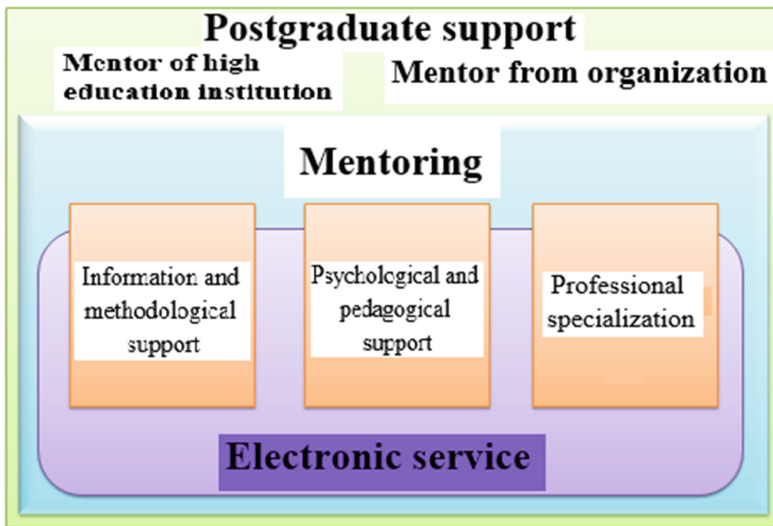 Postgraduate support
Mentor of high
education institution
Mentor from organization
Mentoring
Information and
methodological
support
Psychological and
pedagogical
support
Professional
specialization
Electronic service